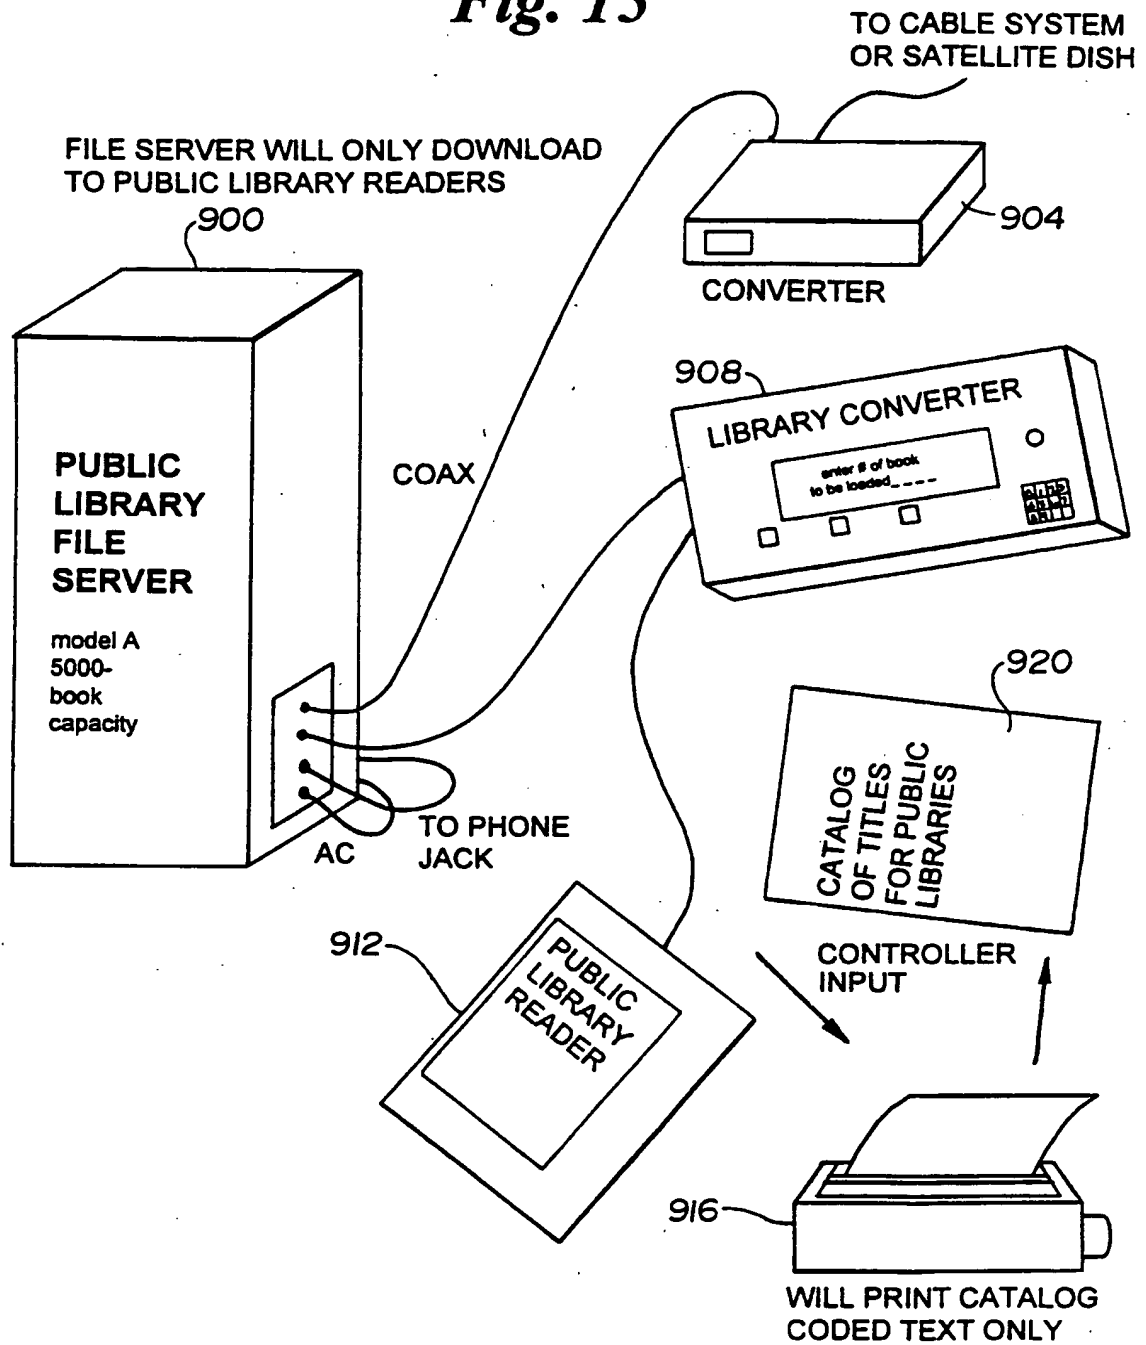 Fig. 15
TO CABLE SYSTEM
OR SATELLITE DISH
FILE SERVER WILL ONLY DOWNLOAD
TO PUBLIC LIBRARY READERS
900
904
CONVERTER
908
LIBRARY CONVERTER
enter # of book
to be loaded_ _ _ _
COAX
PUBLIC
LIBRARY
FILE
SERVER
model A
5000-
book
capacity
920
CATALOG
OF TITLES
FOR PUBLIC
LIBRARIES
TO PHONE
JACK
AC
912
PUBLIC
LIBRARY
READER
CONTROLLER
INPUT
916
WILL PRINT CATALOG
CODED TEXT ONLY